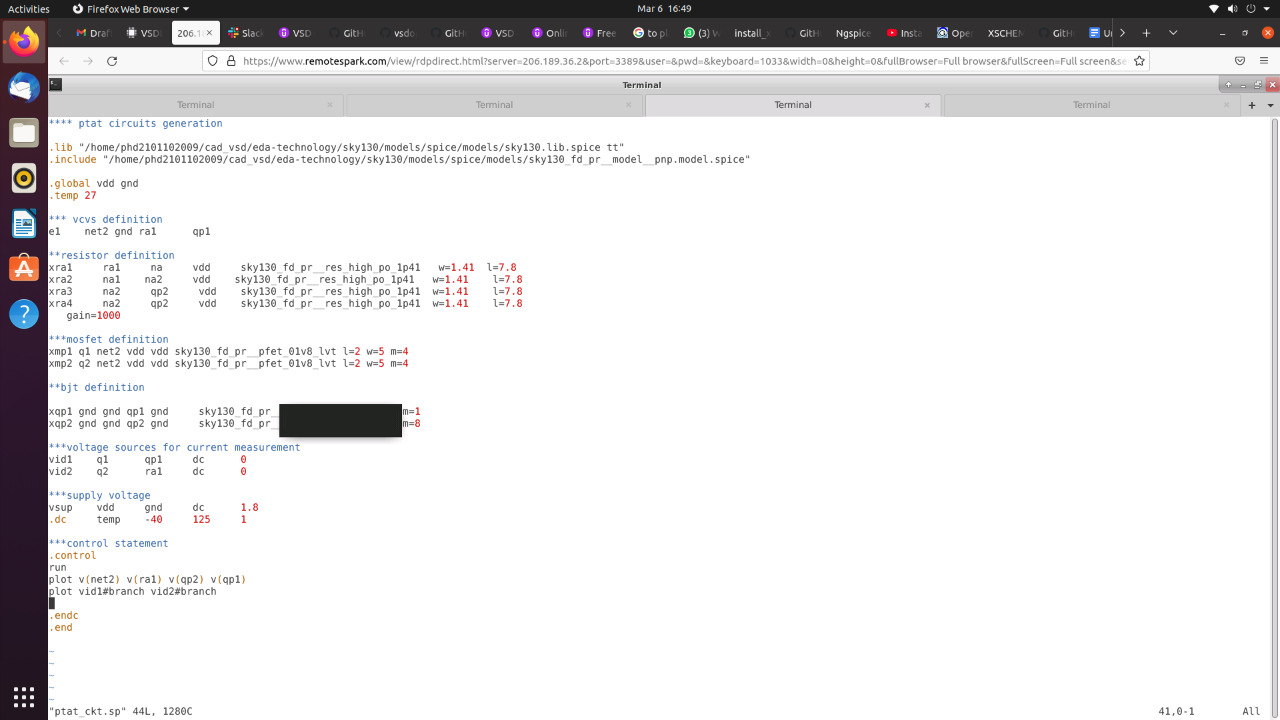 Activities
Firefox Web Browser
Mar 6 16:49
Draft
VSD
206.18
Slack
VSD
GitH
vsdo
GitH
VSD
Onlin
Free
to pl
(3) W
install_
GitH
Ngsp
Insta
Ope
XSCHEM
GitH
Docu
https://www.remotespark.com/view/rdpdirect.html?server=206.189.36.2&port=3389&user=&pwd=&keyboard=1033&width=0&height=0&fullBrowser=Full browser&fullScreen=Full screen&se
Terminal
Terminal
Terminal
Terminal
Terminal
**** ptat circuits generation
.lib "/home/phd2101102009/cad_vsd/eda-technology/sky130/models/spice/models/sky130.lib.spice tt"
.include "/home/phd2101102009/cad_vsd/eda-technology/sky130/models/spice/models/sky130_fd_pr__model__pnp.model.spice"
.global vdd gnd
.temp 27
*** vcvs definition
e1 net2 gnd ra1 qp1
**resistor definition
xra1 ra1 na vdd sky130_fd_pr__res_high_po_1p41 w=1.41 l=7.8
xra2 na1 na2 vdd sky130_fd_pr__res_high_po_1p41 w=1.41 l=7.8
xra3 na2 qp2 vdd sky130_fd_pr__res_high_po_1p41 w=1.41 l=7.8
xra4 na2 qp2 vdd sky130_fd_pr__res_high_po_1p41 w=1.41 l=7.8
gain=1000
***mosfet definition
xmp1 q1 net2 vdd vdd sky130_fd_pr__pfet_01v8_lvt l=2 w=5 m=4
xmp2 q2 net2 vdd vdd sky130_fd_pr__pfet_01v8_lvt l=2 w=5 m=4
**bjt definition
xqp1 gnd gnd qp1 gnd sky130_fd_pr_ m=1
xqp2 gnd gnd qp2 gnd sky130_fd_pr_ m=8
***voltage sources for current measurement
vid1 q1 qp1 dc 0
vid2 q2 ra1 dc 0
***supply voltage
vsup vdd gnd dc 1.8
.dc temp -40 125 1
***control statement
.control
run
plot v(net2) v(ra1) v(qp2) v(qp1)
plot vid1#branch vid2#branch
.endc
.end
~
~
~
~
~
"ptat_ckt.sp" 44L, 1280C
41,0-1
All